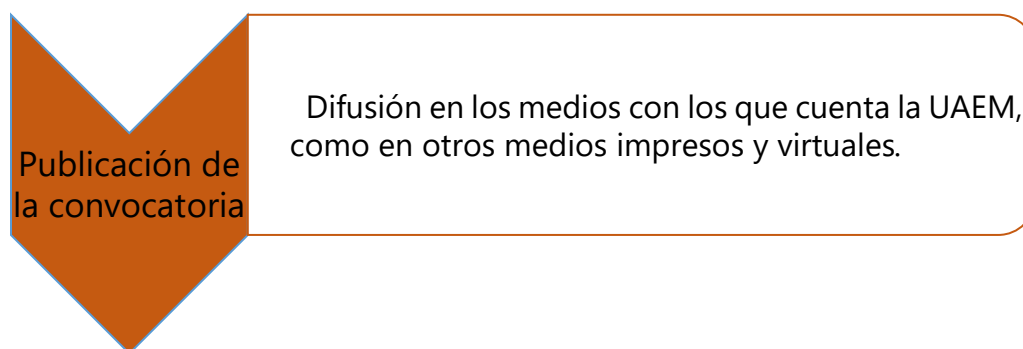 Publicación de
la convocatoria
Difusión en los medios con los que cuenta la UAEM,
como en otros medios impresos y virtuales.